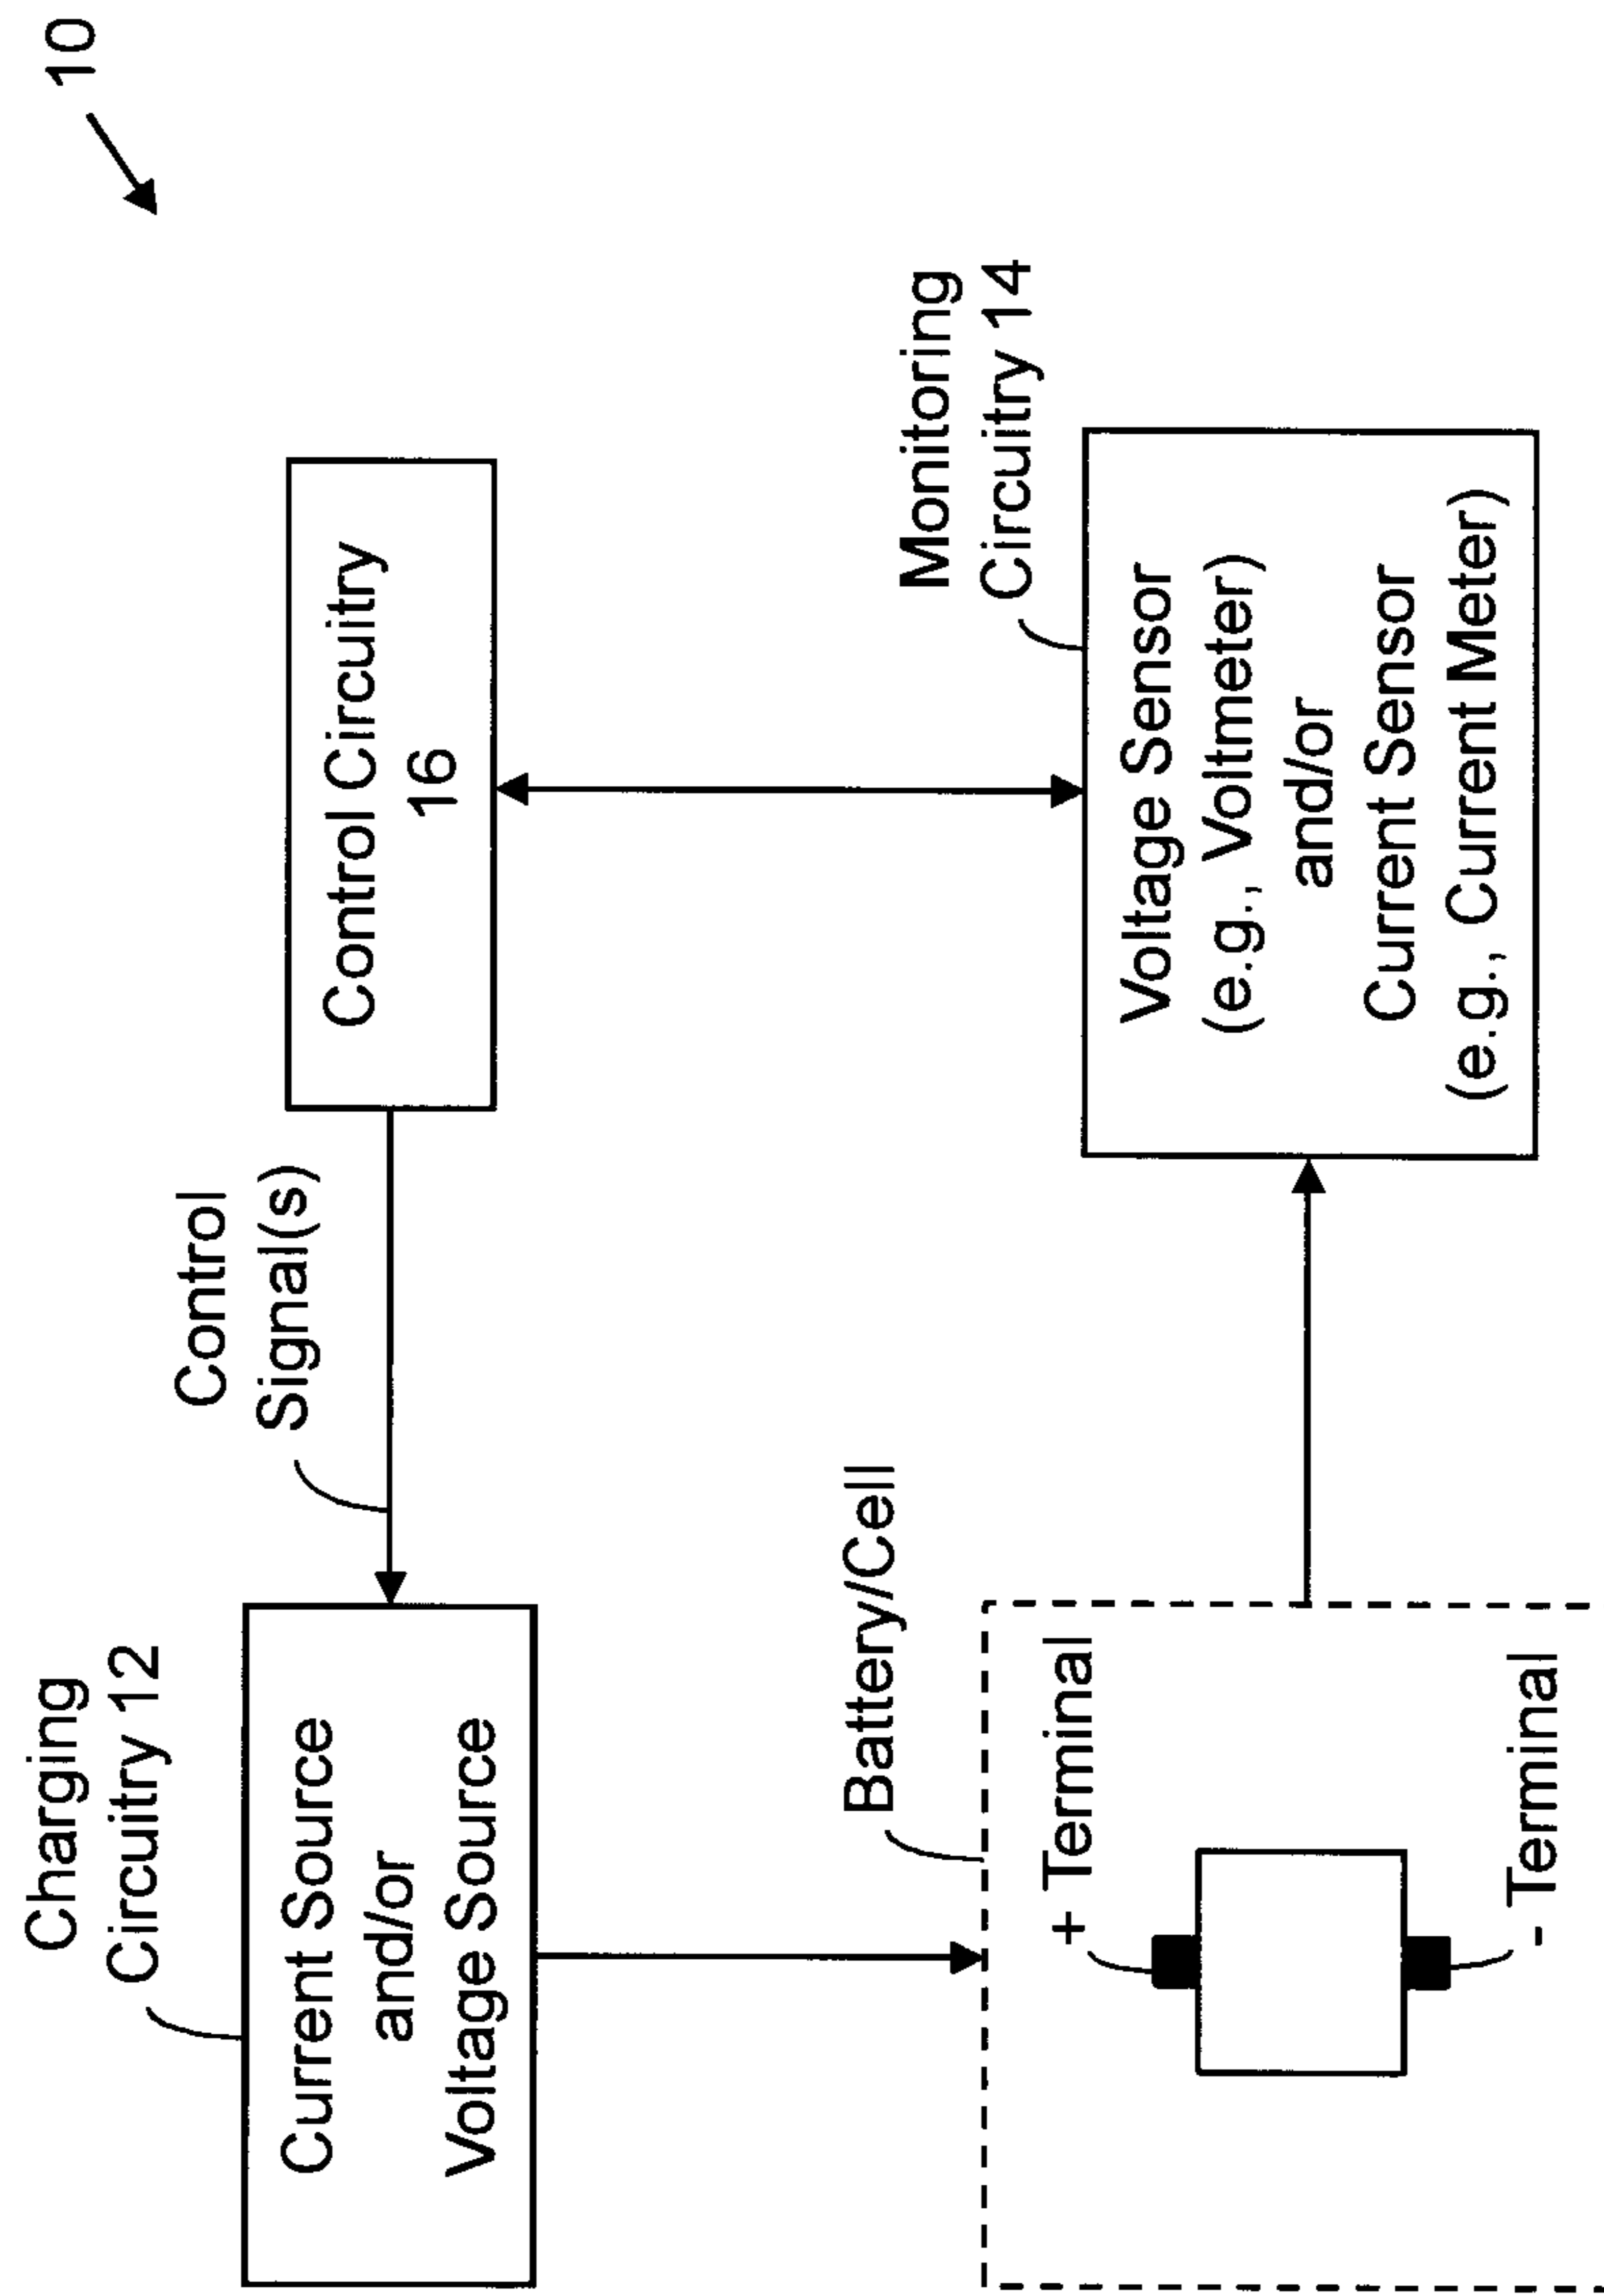 10
Charging
Circuitry 12
Current Source
and/or
Voltage Source
Control
Signal(s)
Control Circuitry
16
Battery/Cell
+ Terminal
- Terminal
Monitoring
Circuitry 14
Voltage Sensor
(e.g., Voltmeter)
and/or
Current Sensor
(e.g., Current Meter)